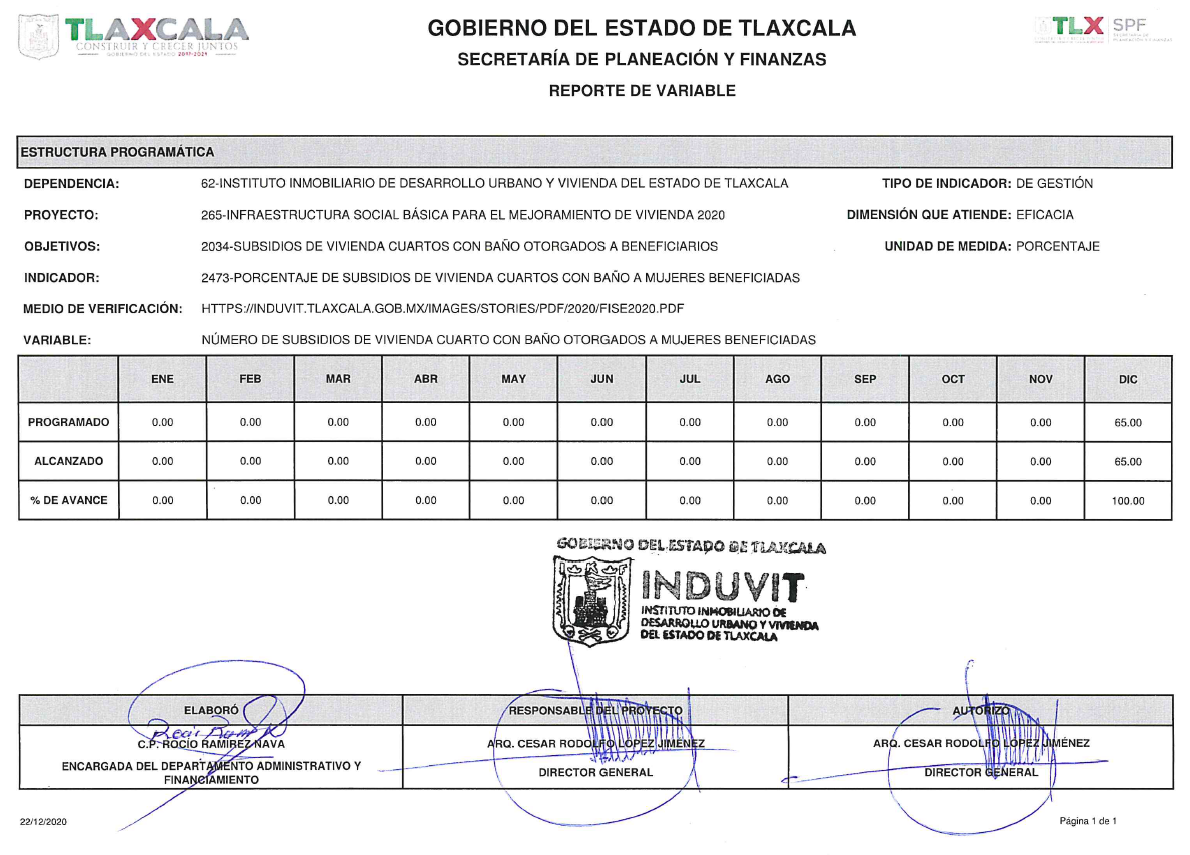 TLAXCALA
CONSTRUIR Y CRECER JUNTOS
GOBIERNO DEL ESTADO 2017-2021
TLX SPF
GOBIERNO DEL ESTADO DE TLAXCALA
SECRETARÍA DE PLANEACIÓN Y FINANZAS
REPORTE DE VARIABLE
ESTRUCTURA PROGRAMÁTICA
DEPENDENCIA: 62-INSTITUTO INMOBILIARIO DE DESARROLLO URBANO Y VIVIENDA DEL ESTADO DE TLAXCALA TIPO DE INDICADOR: DE GESTIÓN
PROYECTO: 265-INFRAESTRUCTURA SOCIAL BÁSICA PARA EL MEJORAMIENTO DE VIVIENDA 2020 DIMENSIÓN QUE ATIENDE: EFICACIA
OBJETIVOS: 2034-SUBSIDIOS DE VIVIENDA CUARTOS CON BAÑO OTORGADOS A BENEFICIARIOS UNIDAD DE MEDIDA: PORCENTAJE
INDICADOR: 2473-PORCENTAJE DE SUBSIDIOS DE VIVIENDA CUARTOS CON BAÑO A MUJERES BENEFICIADAS
MEDIO DE VERIFICACIÓN: HTTPS://INDUVIT.TLAXCALA.GOB.MX/IMAGES/STORIES/PDF/2020/FISE2020.PDF
VARIABLE: NÚMERO DE SUBSIDIOS DE VIVIENDA CUARTO CON BAÑO OTORGADOS A MUJERES BENEFICIADAS
ENE FEB MAR ABR MAY JUN JUL AGO SEP OCT NOV DIC
PROGRAMADO 0.00 0.00 0.00 0.00 0.00 0.00 0.00 0.00 0.00 0.00 0.00 65.00
ALCANZADO 0.00 0.00 0.00 0.00 0.00 0.00 0.00 0.00 0.00 0.00 0.00 65.00
% DE AVANCE 0.00 0.00 0.00 0.00 0.00 0.00 0.00 0.00 0.00 0.00 0.00 100.00
GOBIERNO DEL ESTADO DE TLAXCALA
INDUVIT
INSTITUTO INMOBILIARIO DE
DESARROLLO URBANO Y VIVIENDA
DEL ESTADO DE TLAXCALA
ELABORÓ RESPONSABLE DEL PROYECTO AUTORIZO
C.P. ROCÍO RAMIREZ NAVA ARQ. CESAR RODOLFO LÓPEZ JIMÉNEZ ARQ. CESAR RODOLFO LÓPEZ JIMÉNEZ
ENCARGADA DEL DEPARTAMENTO ADMINISTRATIVO Y
FINANCIAMIENTO
DIRECTOR GENERAL DIRECTOR GENERAL
22/12/2020 Página 1 de 1